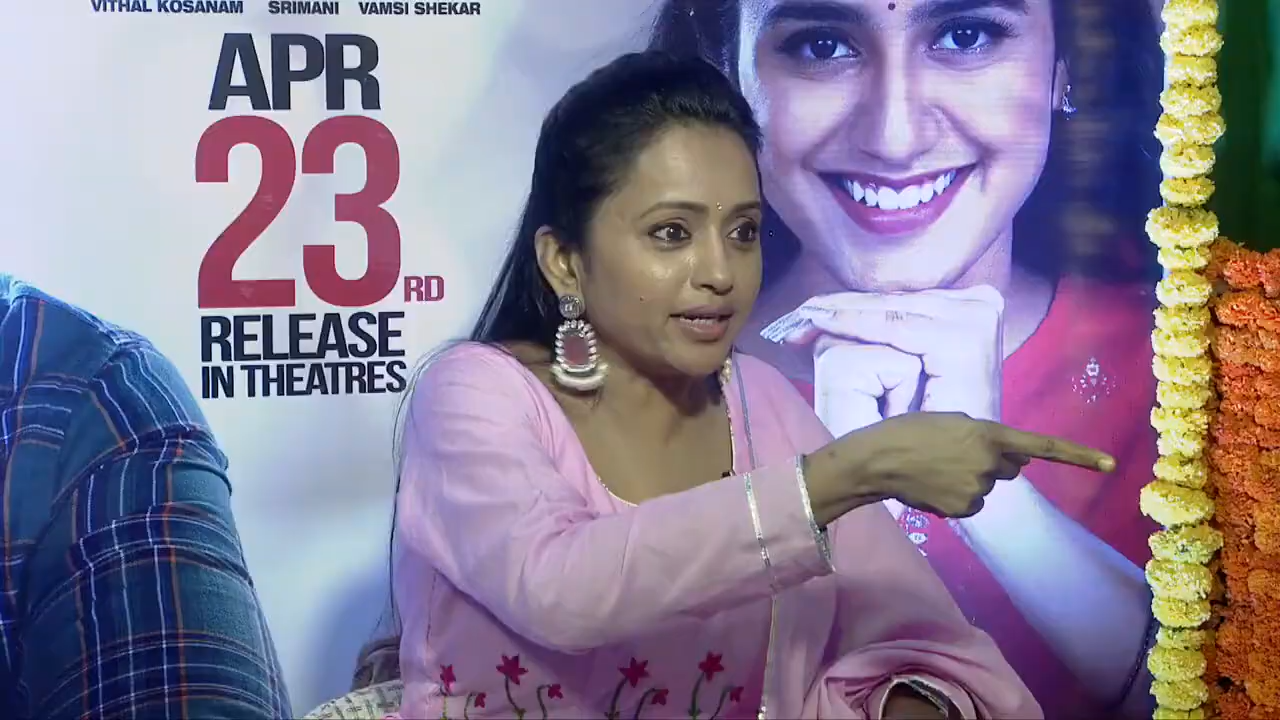 VITHAL KOSANAM SRIMANI VAMSI SHEKAR
APR
23RD
RELEASE
IN THEATRES